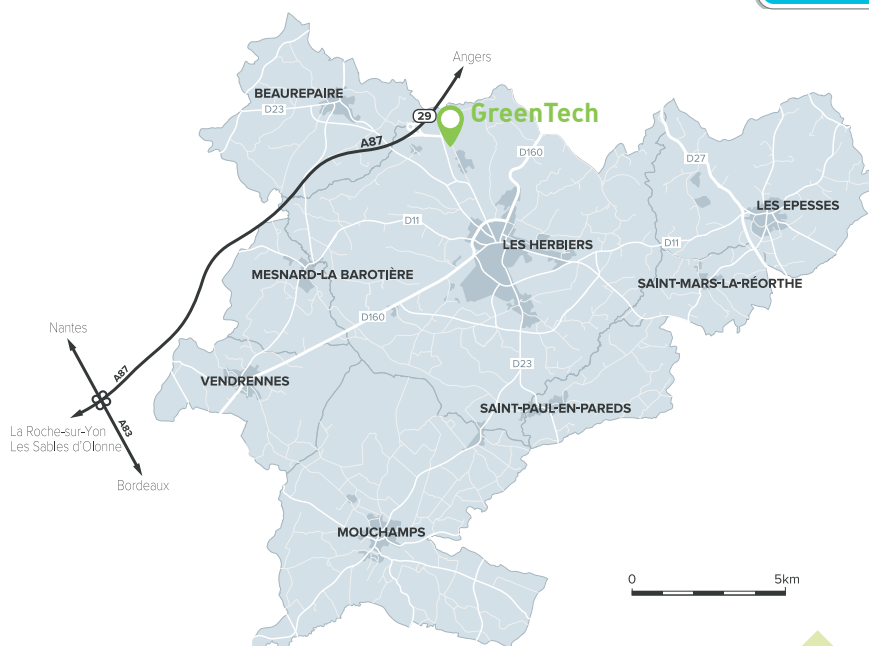 Angers
BEAUREPAIRE
D23
29
GreenTech
A87
D160
D27
LES EPESSES
D11
LES HERBIERS
D11
MESNARD-LA BAROTIÈRE
SAINT-MARS-LA-RÉORTHE
D160
Nantes
D23
A87
VENDRENNES
SAINT-PAUL-EN-PAREDS
A83
La Roche-sur-Yon
Les Sables d'Olonne
Bordeaux
MOUCHAMPS
0 5km